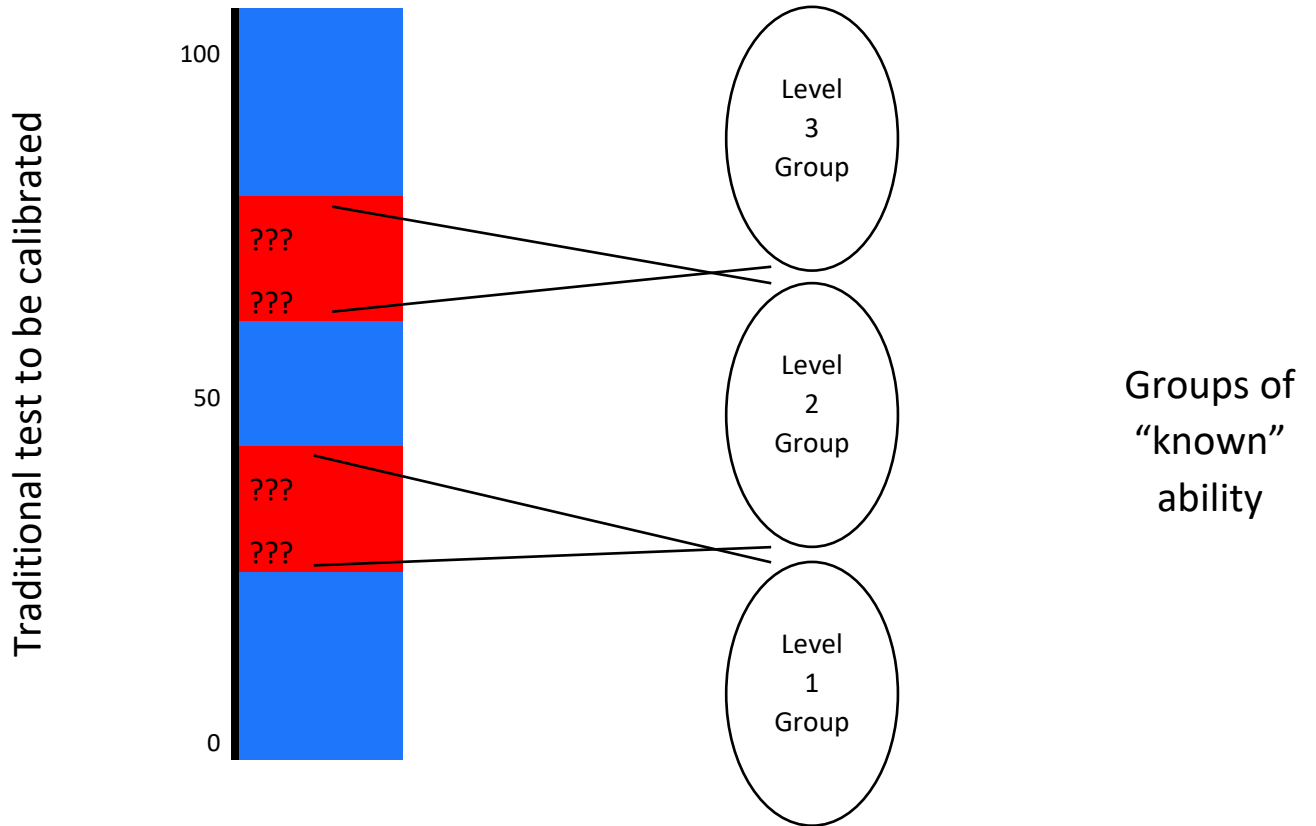 Traditional test to be calibrated
100
???
???
50
???
???
0
Level
3
Group
Level
2
Group
Level
1
Group
Groups of
“known”
ability